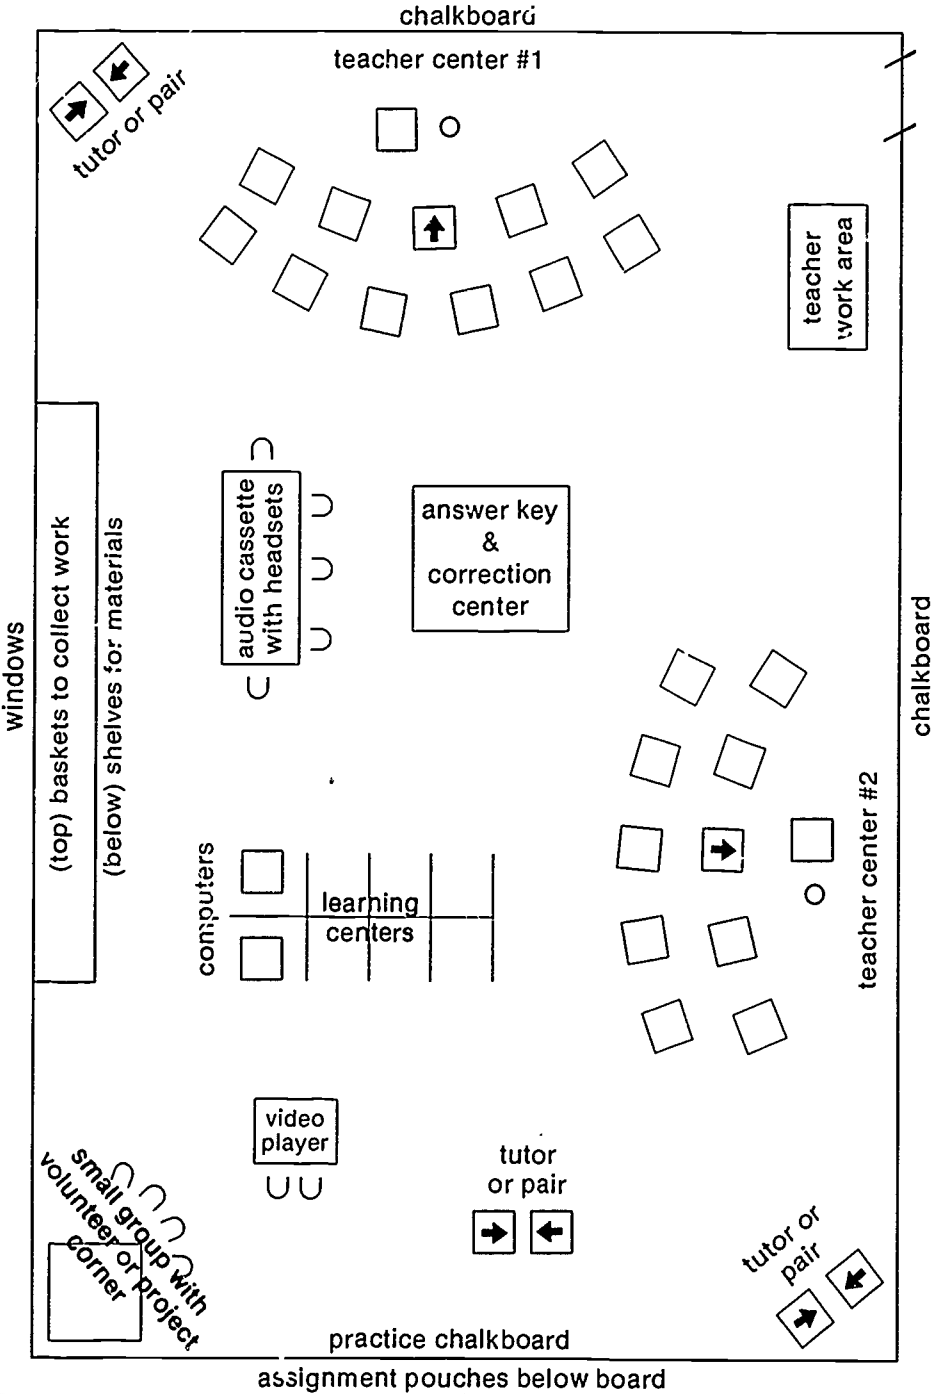 chalkboard
teacher center #1
tutor or pair
teacher
work area
audio cassette
with headsets
answer key
&
correction
center
windows
(top) baskets to collect work
(below) shelves for materials
chalkboard
teacher center #2
computers
learning
centers
video
player
tutor
or pair
small group with
volunteer or project
corner
tutor or
pair
practice chalkboard
assignment pouches below board